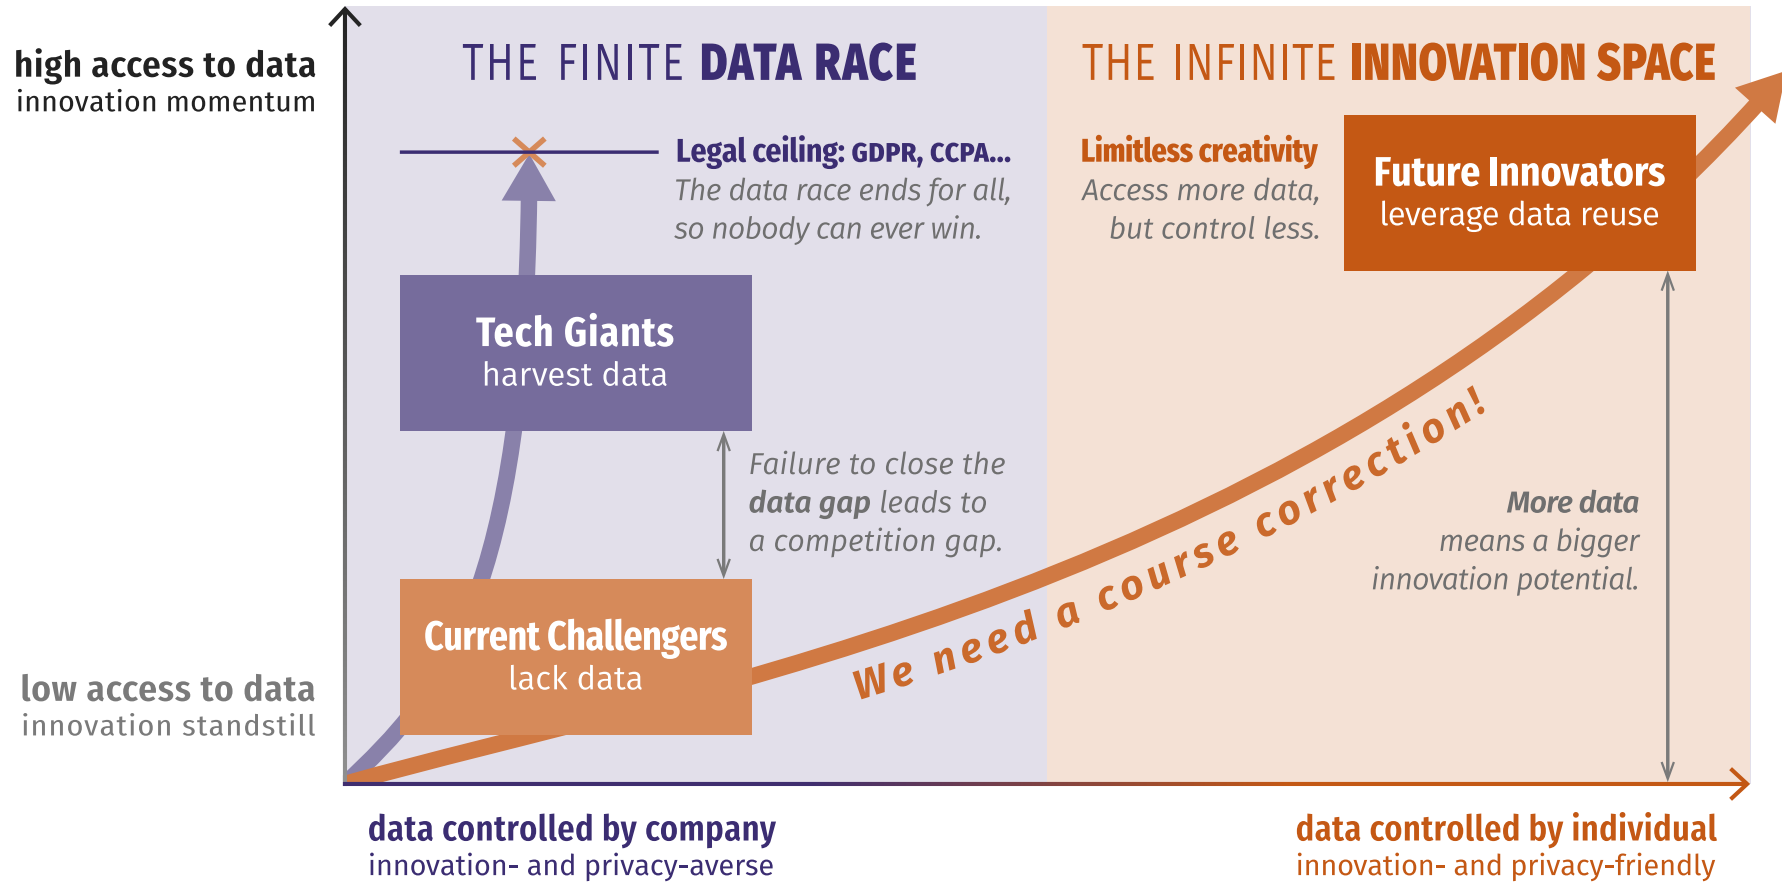 high access to data
innovation momentum
THE FINITE DATA RACE
Legal ceiling: GDPR, CCPA...
The data race ends for all,
so nobody can ever win.
Tech Giants
harvest data
Failure to close the
data gap leads to
a competition gap.
Current Challengers
lack data
low access to data
innovation standstill
THE INFINITE INNOVATION SPACE
Limitless creativity
Access more data,
but control less.
Future Innovators
leverage data reuse
We need a course correction!
More data
means a bigger
innovation potential.
data controlled by company
innovation- and privacy-averse
data controlled by individual
innovation- and privacy-friendly